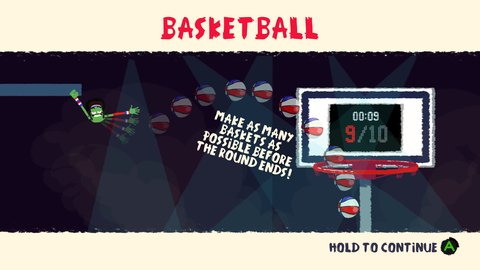 BASKETBALL
00:09
9/10
MAKE AS MANY
BASKETS AS
POSSIBLE BEFORE
THE ROUND ENDS!
HOLD TO CONTINUE A